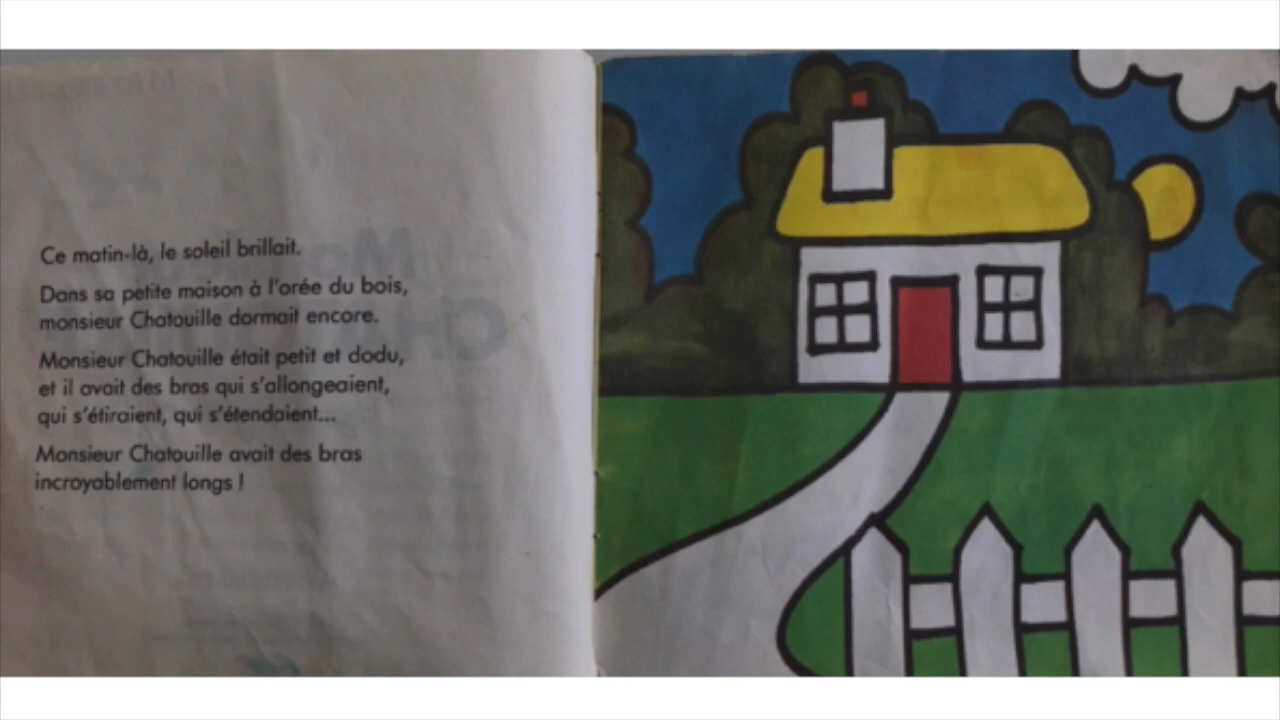 Ce matin-là, le soleil brillait.
Dans sa petite maison à l'orée du bois,
monsieur Chatouille dormait encore.
Monsieur Chatouille était petit et dodu,
et il avait des bras qui s'allongeaient,
qui s'étiraient, qui s'étendaient...
Monsieur Chatouille avait des bras
incroyablement longs !